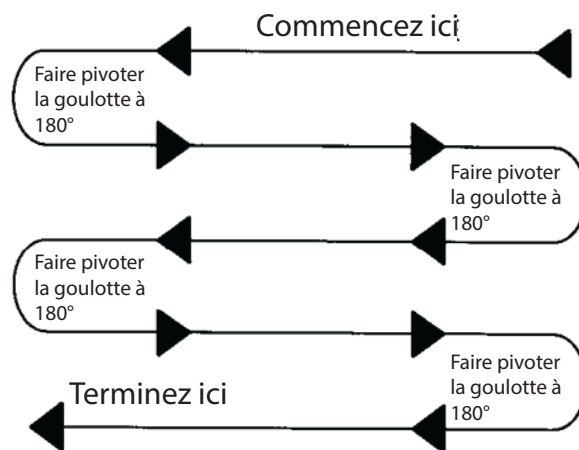 Commencez ici
Faire pivoter
la goulotte à
180°
Faire pivoter
la goulotte à
180°
Faire pivoter
la goulotte à
180°
Faire pivoter
la goulotte à
180°
Terminez ici